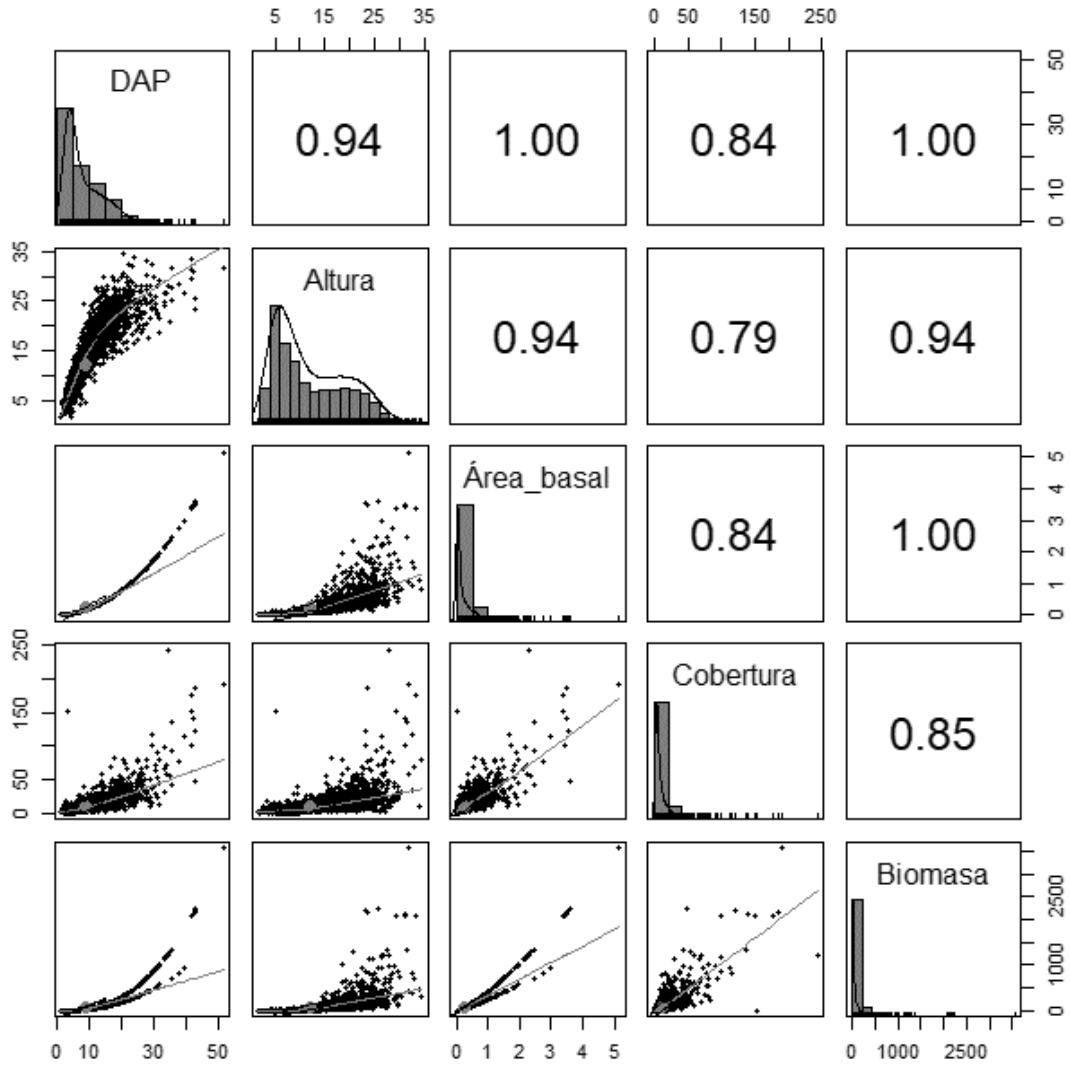 5 15 25 35 0 50 150 250
DAP 0.94 1.00 0.84 1.00 0 10 30 50
5 15 25 35 Altura 0.94 0.79 0.94
Área_basal 0.84 1.00 0 1 2 3 4 5
0 50 150 250 Cobertura 0.85
Biomasa 0 1000 2500
0 10 30 50 0 1 2 3 4 5 0 1000 2500